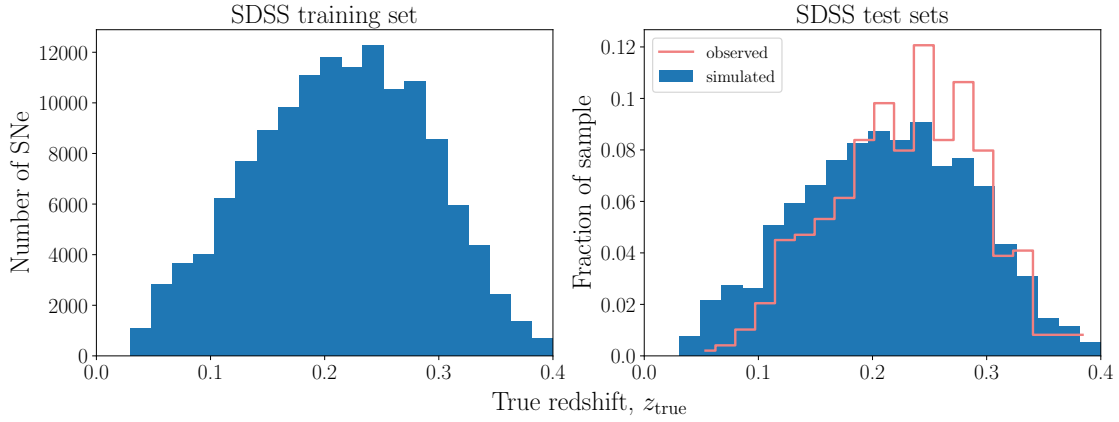 SDSS training set
Number of SNe
12000
10000
8000
6000
4000
2000
0
0.0 0.1 0.2 0.3 0.4
SDSS test sets
observed
simulated
Fraction of sample
0.12
0.1
0.08
0.06
0.04
0.02
0.0
0.0 0.1 0.2 0.3 0.4
True redshift, z_true